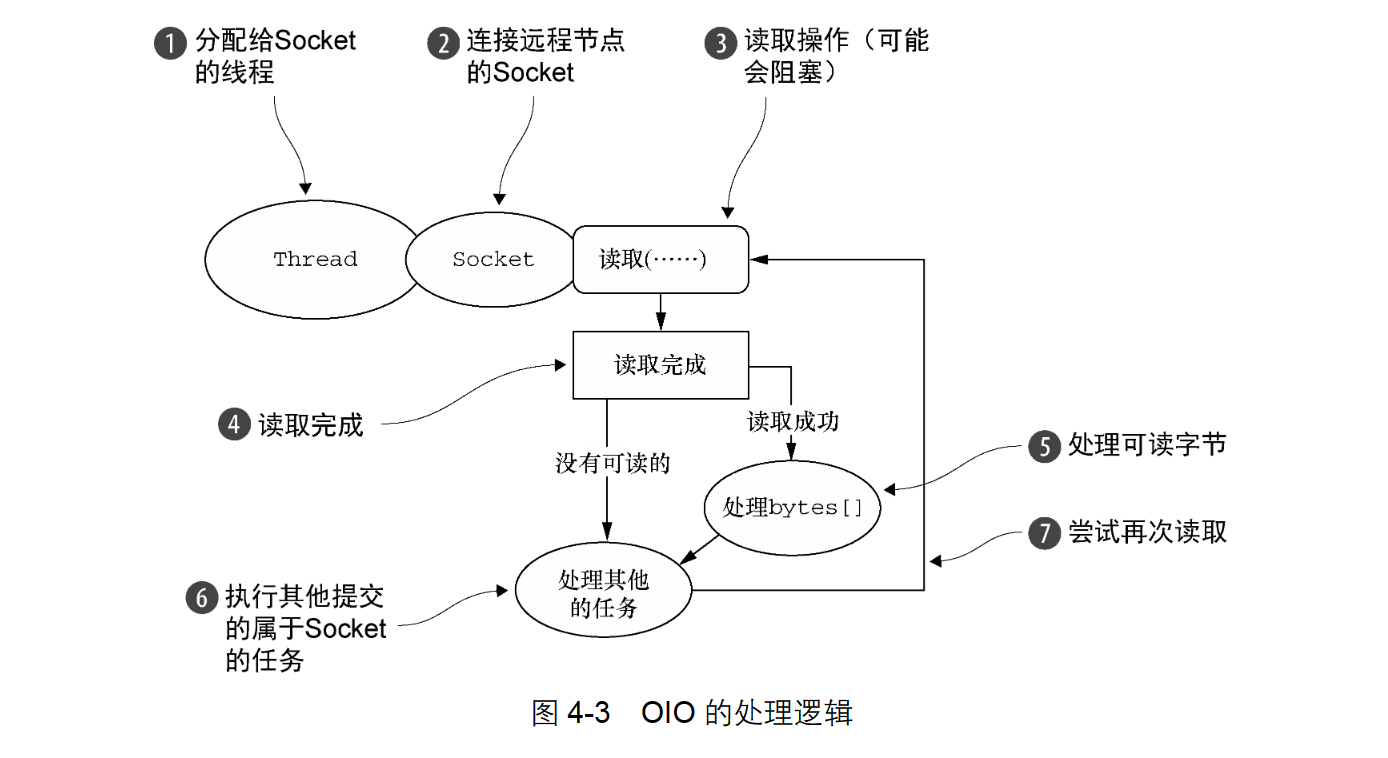 ❶ 分配给Socket
的线程
❷ 连接远程节点
的Socket
❸ 读取操作（可能
会阻塞）
Thread
Socket
读取(······)
读取完成
❹ 读取完成
读取成功
没有可读的
❺ 处理可读字节
处理bytes[]
❼ 尝试再次读取
处理其他
的任务
❻ 执行其他提交
的属于Socket
的任务
图 4-3 OIO 的处理逻辑